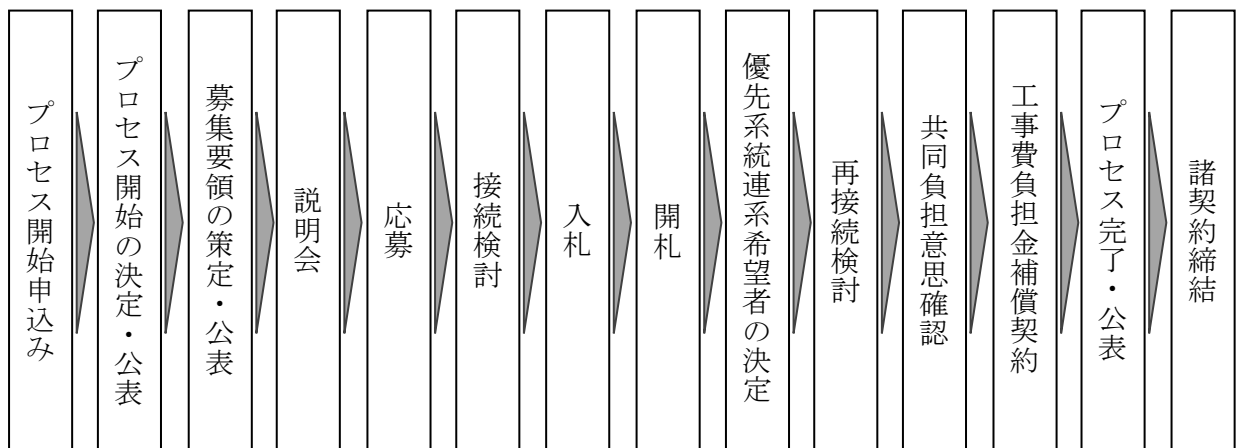 プロセス開始申込み
プロセス開始の決定・公表
募集要領の策定・公表
説明会
応募
接続検討
入札
開札
優先系統連系希望者の決定
再接続検討
共同負担意思確認
工事費負担金補償契約
プロセス完了・公表
諸契約締結